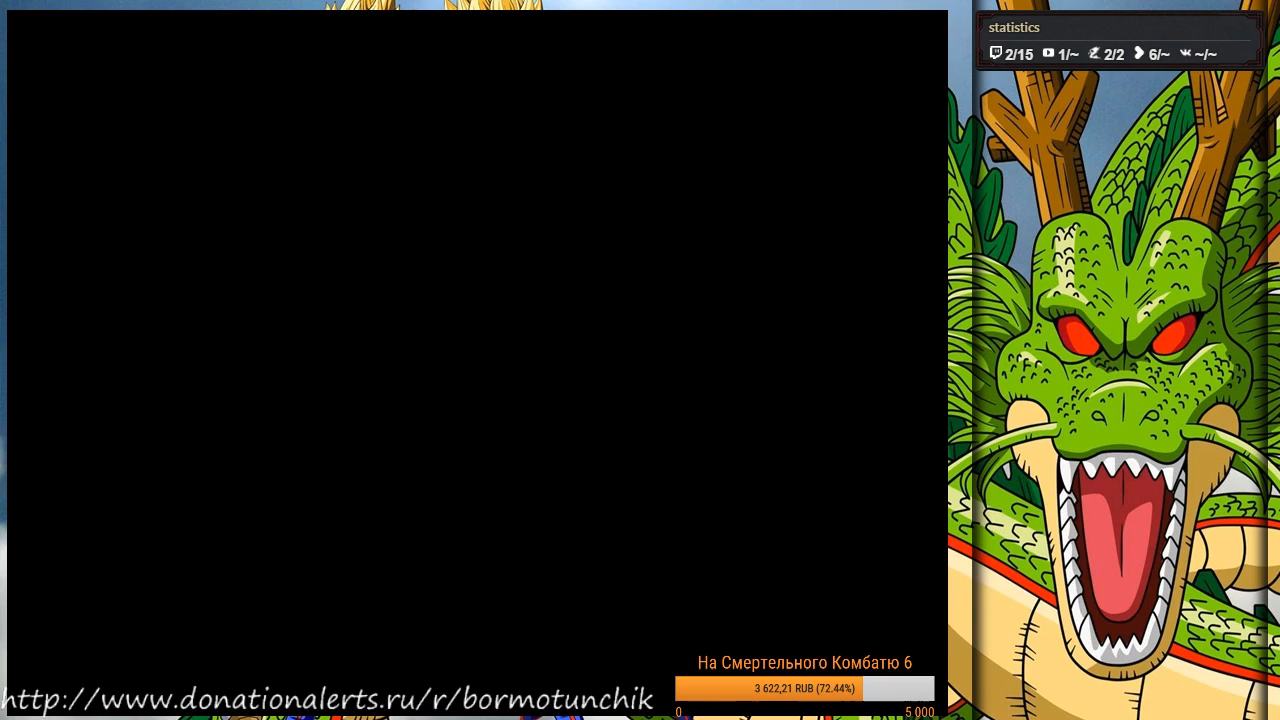 statistics
2/15 1/~ 2/2 6/~ ~/~
На Смертельного Комбатю 6
3 622,21 RUB (72.44%)
0 5 000
http://www.donationalerts.ru/r/bormotunchik